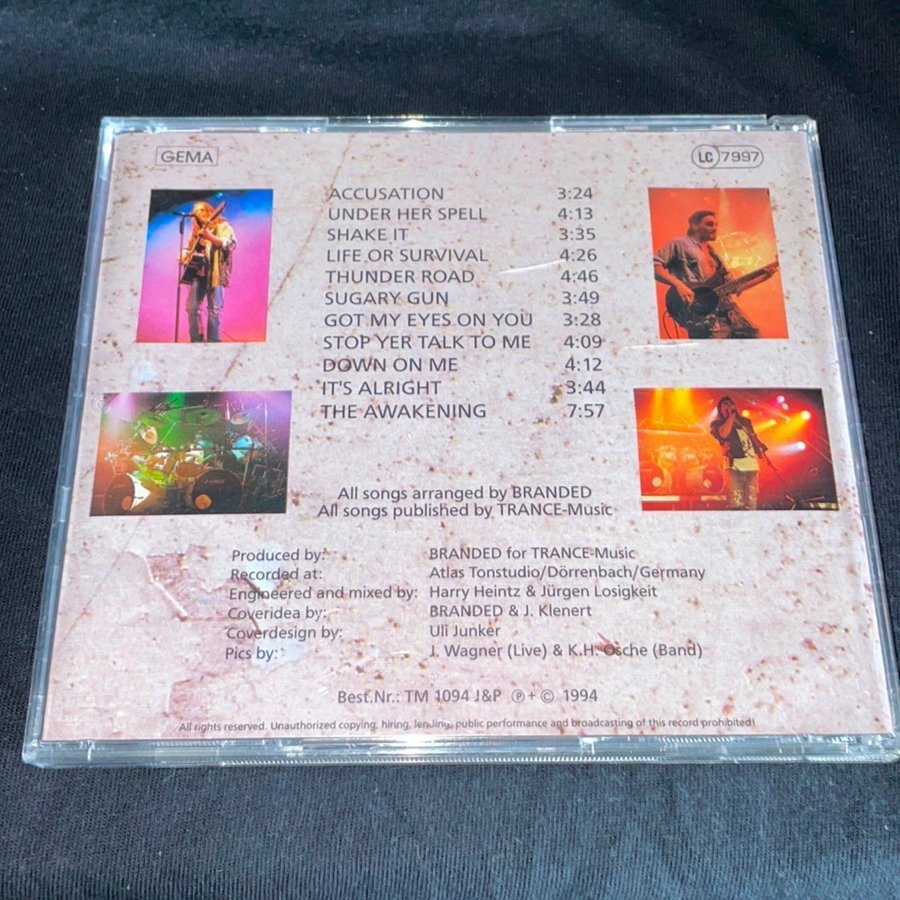 GEMA
LC 7997
ACCUSATION 3:24
UNDER HER SPELL 4:13
SHAKE IT 3:35
LIFE OR SURVIVAL 4:26
THUNDER ROAD 4:46
SUGARY GUN 3:49
GOT MY EYES ON YOU 3:28
STOP YER TALK TO ME 4:09
DOWN ON ME 4:12
IT'S ALRIGHT 3:44
THE AWAKENING 7:57
All songs arranged by BRANDED
All songs published by TRANCE-Music
Produced by: BRANDED for TRANCE-Music
Recorded at: Atlas Tonstudio/Dörrenbach/Germany
Engineered and mixed by: Harry Heintz & Jürgen Losigkeit
Coveridea by: BRANDED & J. Klenert
Coverdesign by: Uli Junker
Pics by: J. Wagner (Live) & K.H. Osche (Band)
Best.Nr.: TM 1094 J&P ℗+© 1994
All rights reserved. Unauthorized copying, hiring, lending, public performance and broadcasting of this record prohibited!